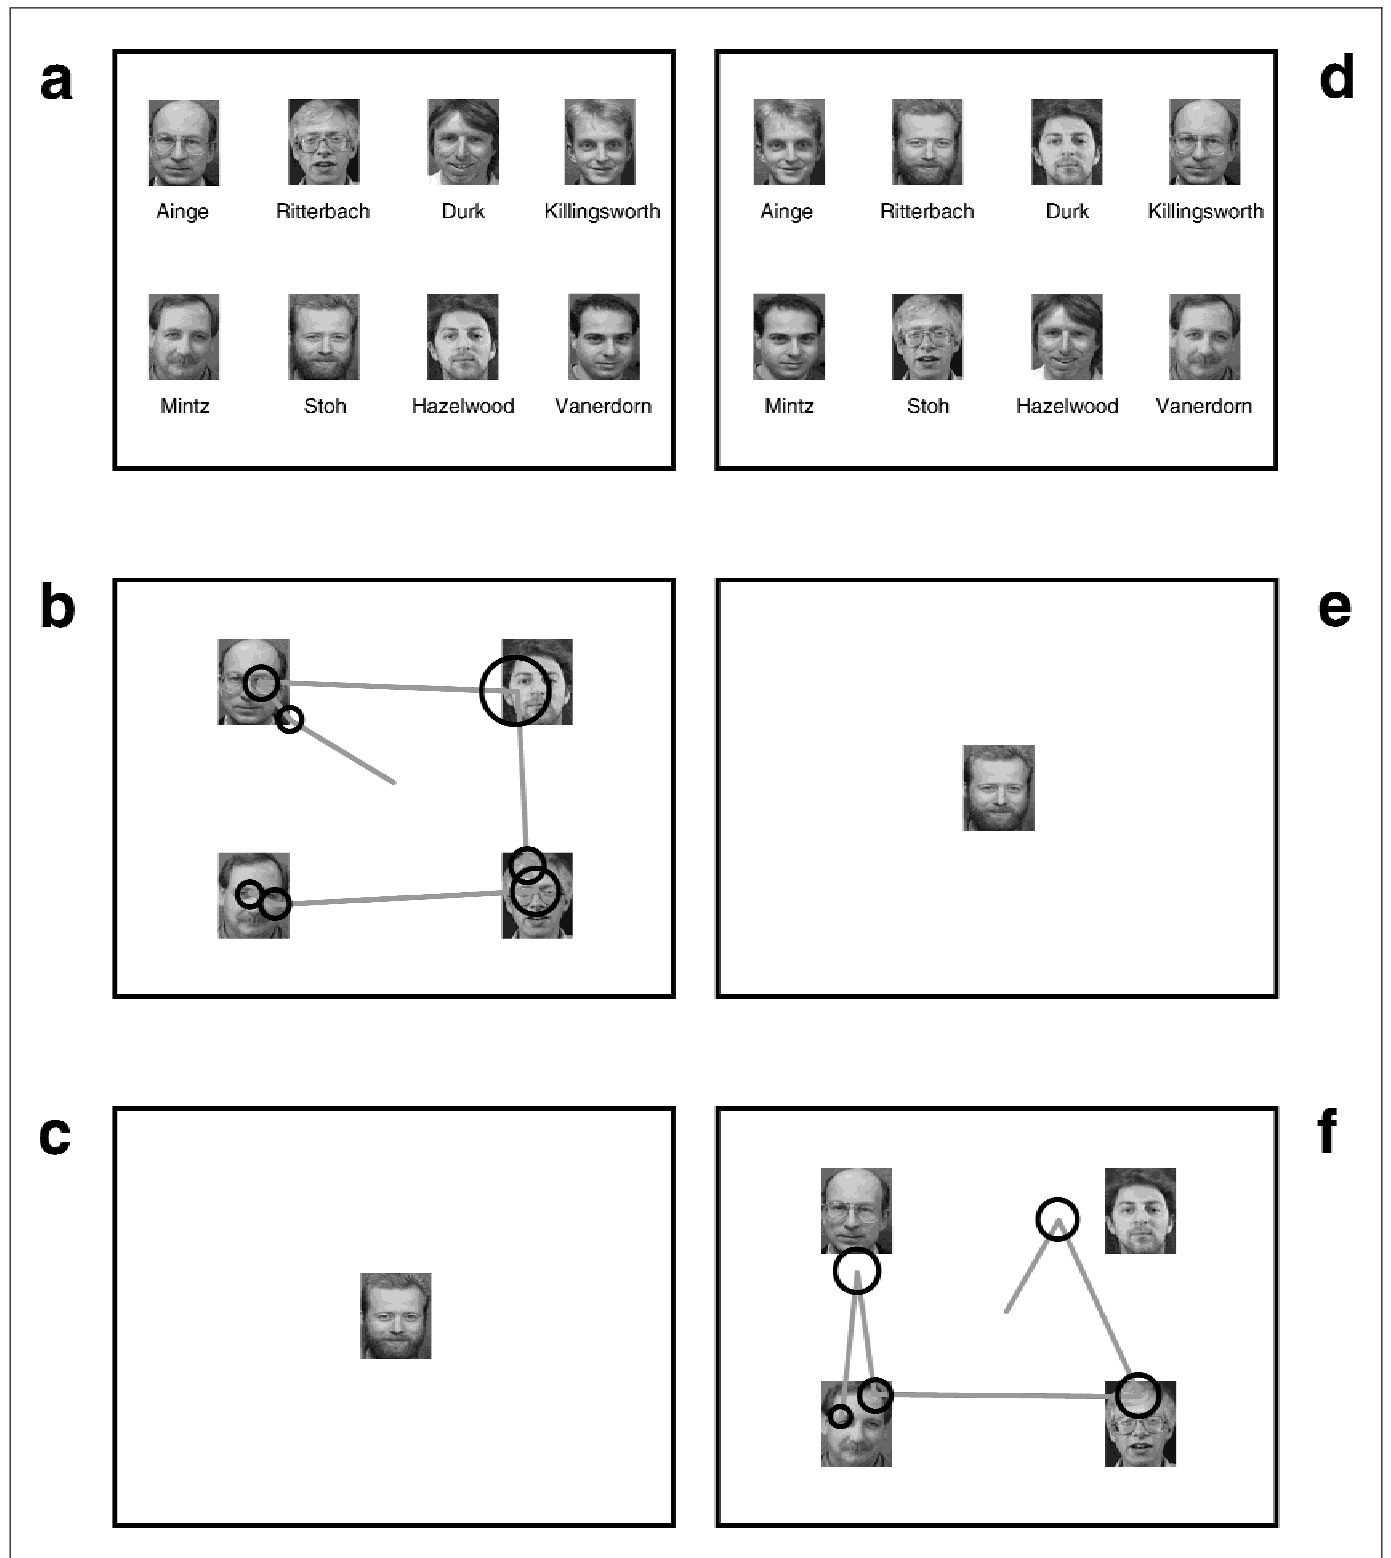 a
d
Ainge Ritterbach Durk Killingsworth
Ainge Ritterbach Durk Killingsworth
Mintz Stoh Hazelwood Vanerdorn
Mintz Stoh Hazelwood Vanerdorn
b
e
c
f